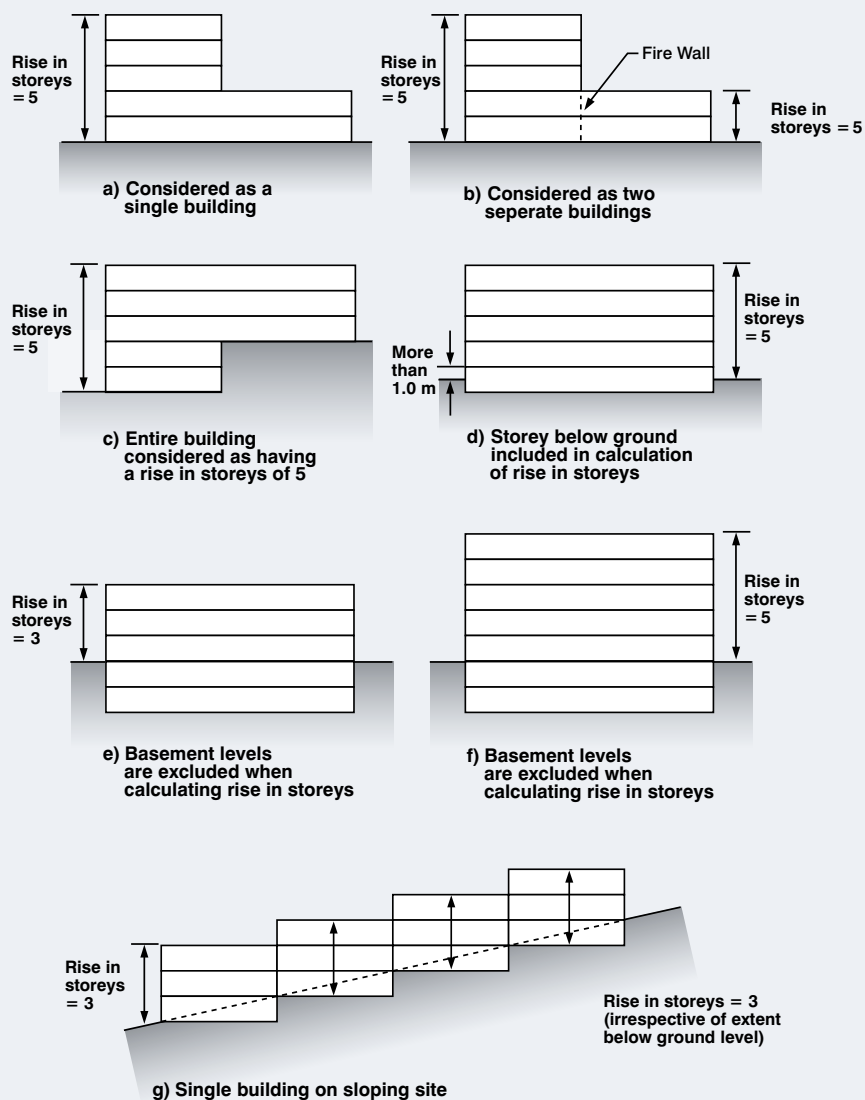 Rise in
storeys
= 5
a) Considered as a
single building
Rise in
storeys
= 5
Fire Wall
Rise in
storeys = 5
b) Considered as two
seperate buildings
Rise in
storeys
= 5
c) Entire building
considered as having
a rise in storeys of 5
More
than
1.0 m
Rise in
storeys
= 5
d) Storey below ground
included in calculation
of rise in storeys
Rise in
storeys
= 3
e) Basement levels
are excluded when
calculating rise in storeys
Rise in
storeys
= 5
f) Basement levels
are excluded when
calculating rise in storeys
Rise in
storeys
= 3
Rise in storeys = 3
(irrespective of extent
below ground level)
g) Single building on sloping site